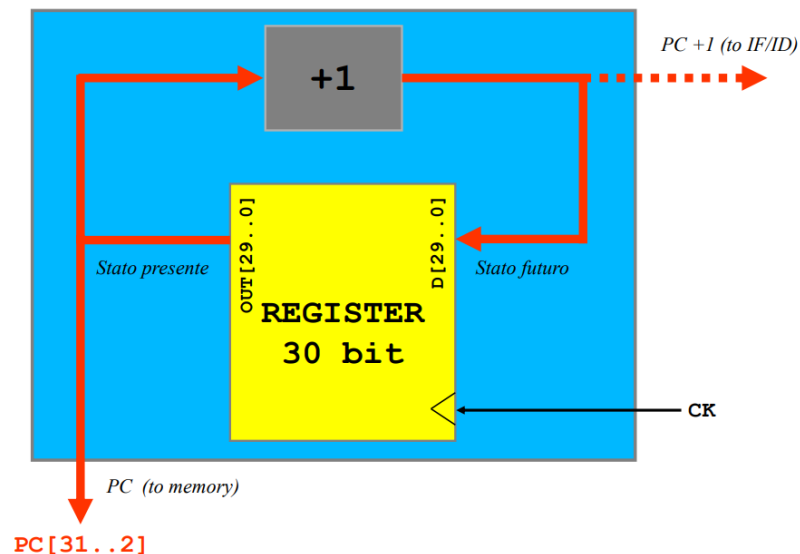 PC +1 (to IF/ID)
+1
OUT[29..0]
D[29..0]
Stato presente
Stato futuro
REGISTER
30 bit
CK
PC (to memory)
PC[31..2]